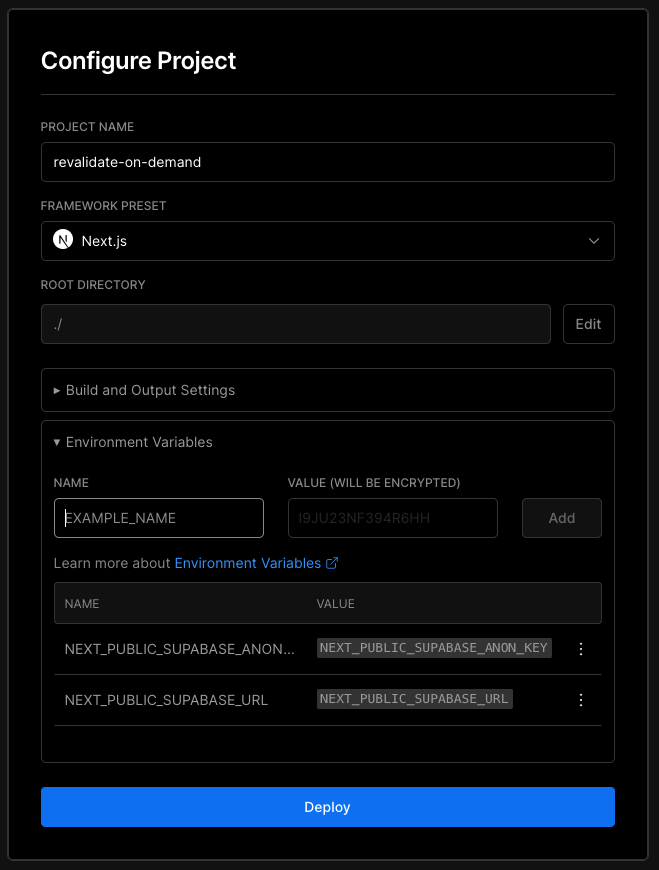 Configure Project
PROJECT NAME
revalidate-on-demand
FRAMEWORK PRESET
N Next.js
ROOT DIRECTORY
./
Edit
▸ Build and Output Settings
▾ Environment Variables
NAME VALUE (WILL BE ENCRYPTED)
EXAMPLE_NAME I9JU23NF394R6HH Add
Learn more about Environment Variables
NAME VALUE
NEXT_PUBLIC_SUPABASE_ANON... NEXT_PUBLIC_SUPABASE_ANON_KEY
NEXT_PUBLIC_SUPABASE_URL NEXT_PUBLIC_SUPABASE_URL
Deploy